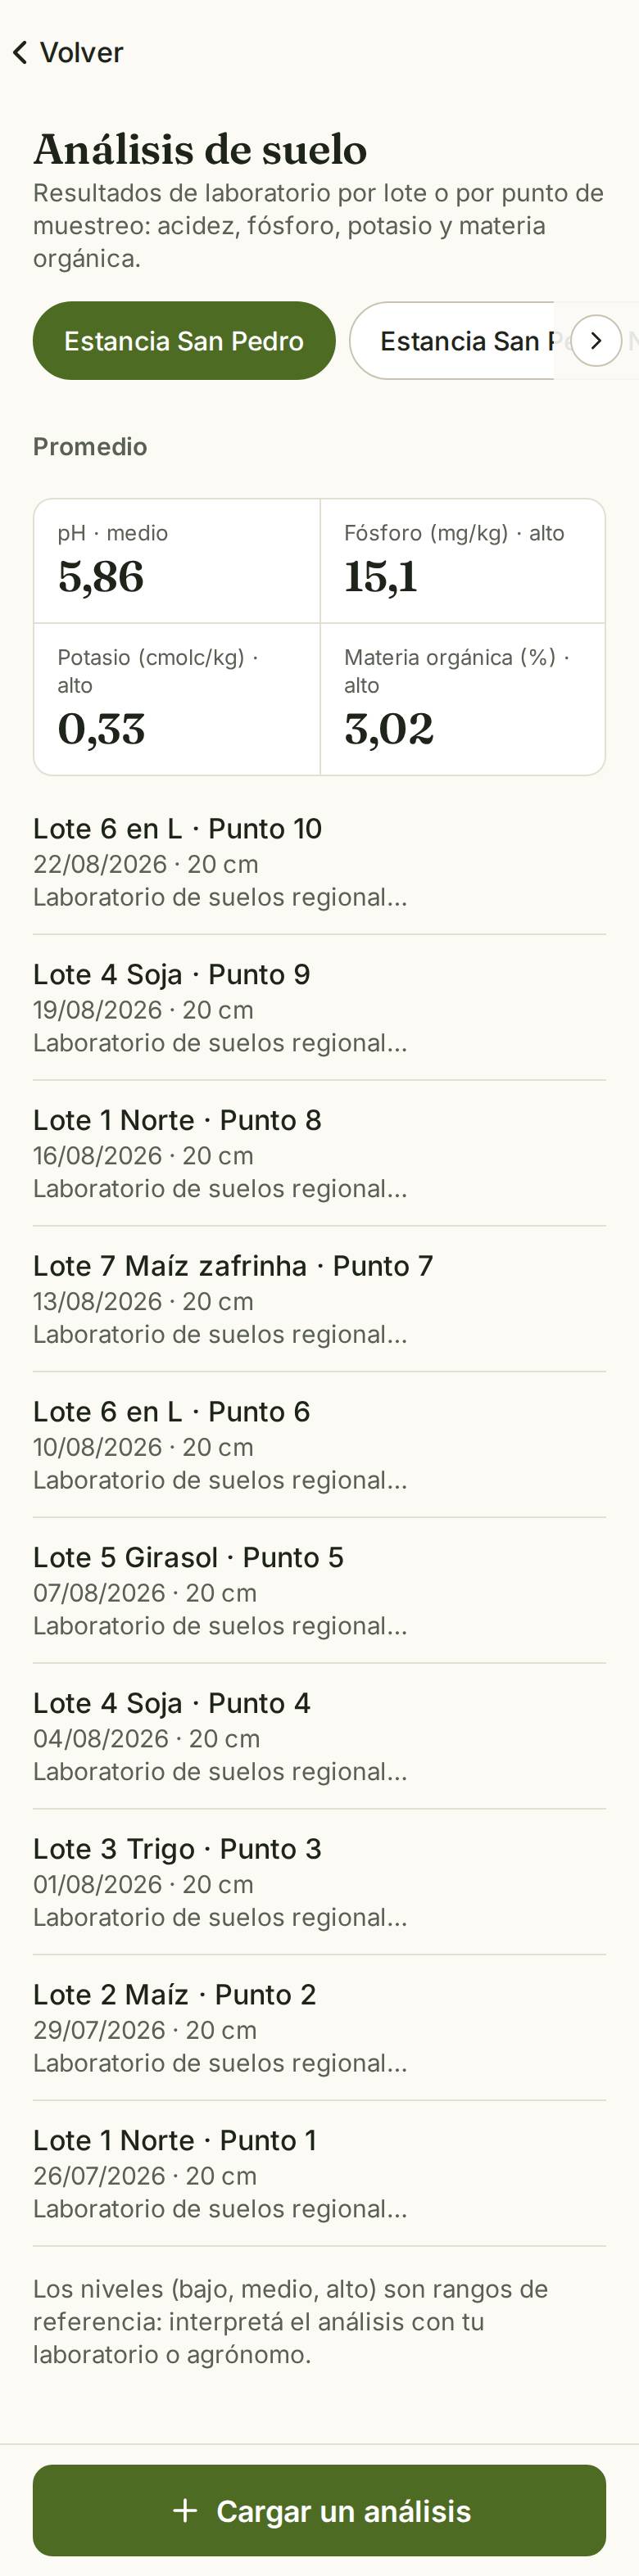 Volver
Análisis de suelo
Resultados de laboratorio por lote o por punto de
muestreo: acidez, fósforo, potasio y materia
orgánica.
Estancia San Pedro
Estancia San
Promedio
pH · medio
5,86
Fósforo (mg/kg) · alto
15,1
Potasio (cmolc/kg) ·
alto
0,33
Materia orgánica (%) ·
alto
3,02
Lote 6 en L · Punto 10
22/08/2026 · 20 cm
Laboratorio de suelos regional...
Lote 4 Soja · Punto 9
19/08/2026 · 20 cm
Laboratorio de suelos regional...
Lote 1 Norte · Punto 8
16/08/2026 · 20 cm
Laboratorio de suelos regional...
Lote 7 Maíz zafrinha · Punto 7
13/08/2026 · 20 cm
Laboratorio de suelos regional...
Lote 6 en L · Punto 6
10/08/2026 · 20 cm
Laboratorio de suelos regional...
Lote 5 Girasol · Punto 5
07/08/2026 · 20 cm
Laboratorio de suelos regional...
Lote 4 Soja · Punto 4
04/08/2026 · 20 cm
Laboratorio de suelos regional...
Lote 3 Trigo · Punto 3
01/08/2026 · 20 cm
Laboratorio de suelos regional...
Lote 2 Maíz · Punto 2
29/07/2026 · 20 cm
Laboratorio de suelos regional...
Lote 1 Norte · Punto 1
26/07/2026 · 20 cm
Laboratorio de suelos regional...
Los niveles (bajo, medio, alto) son rangos de
referencia: interpretá el análisis con tu
laboratorio o agrónomo.
Cargar un análisis